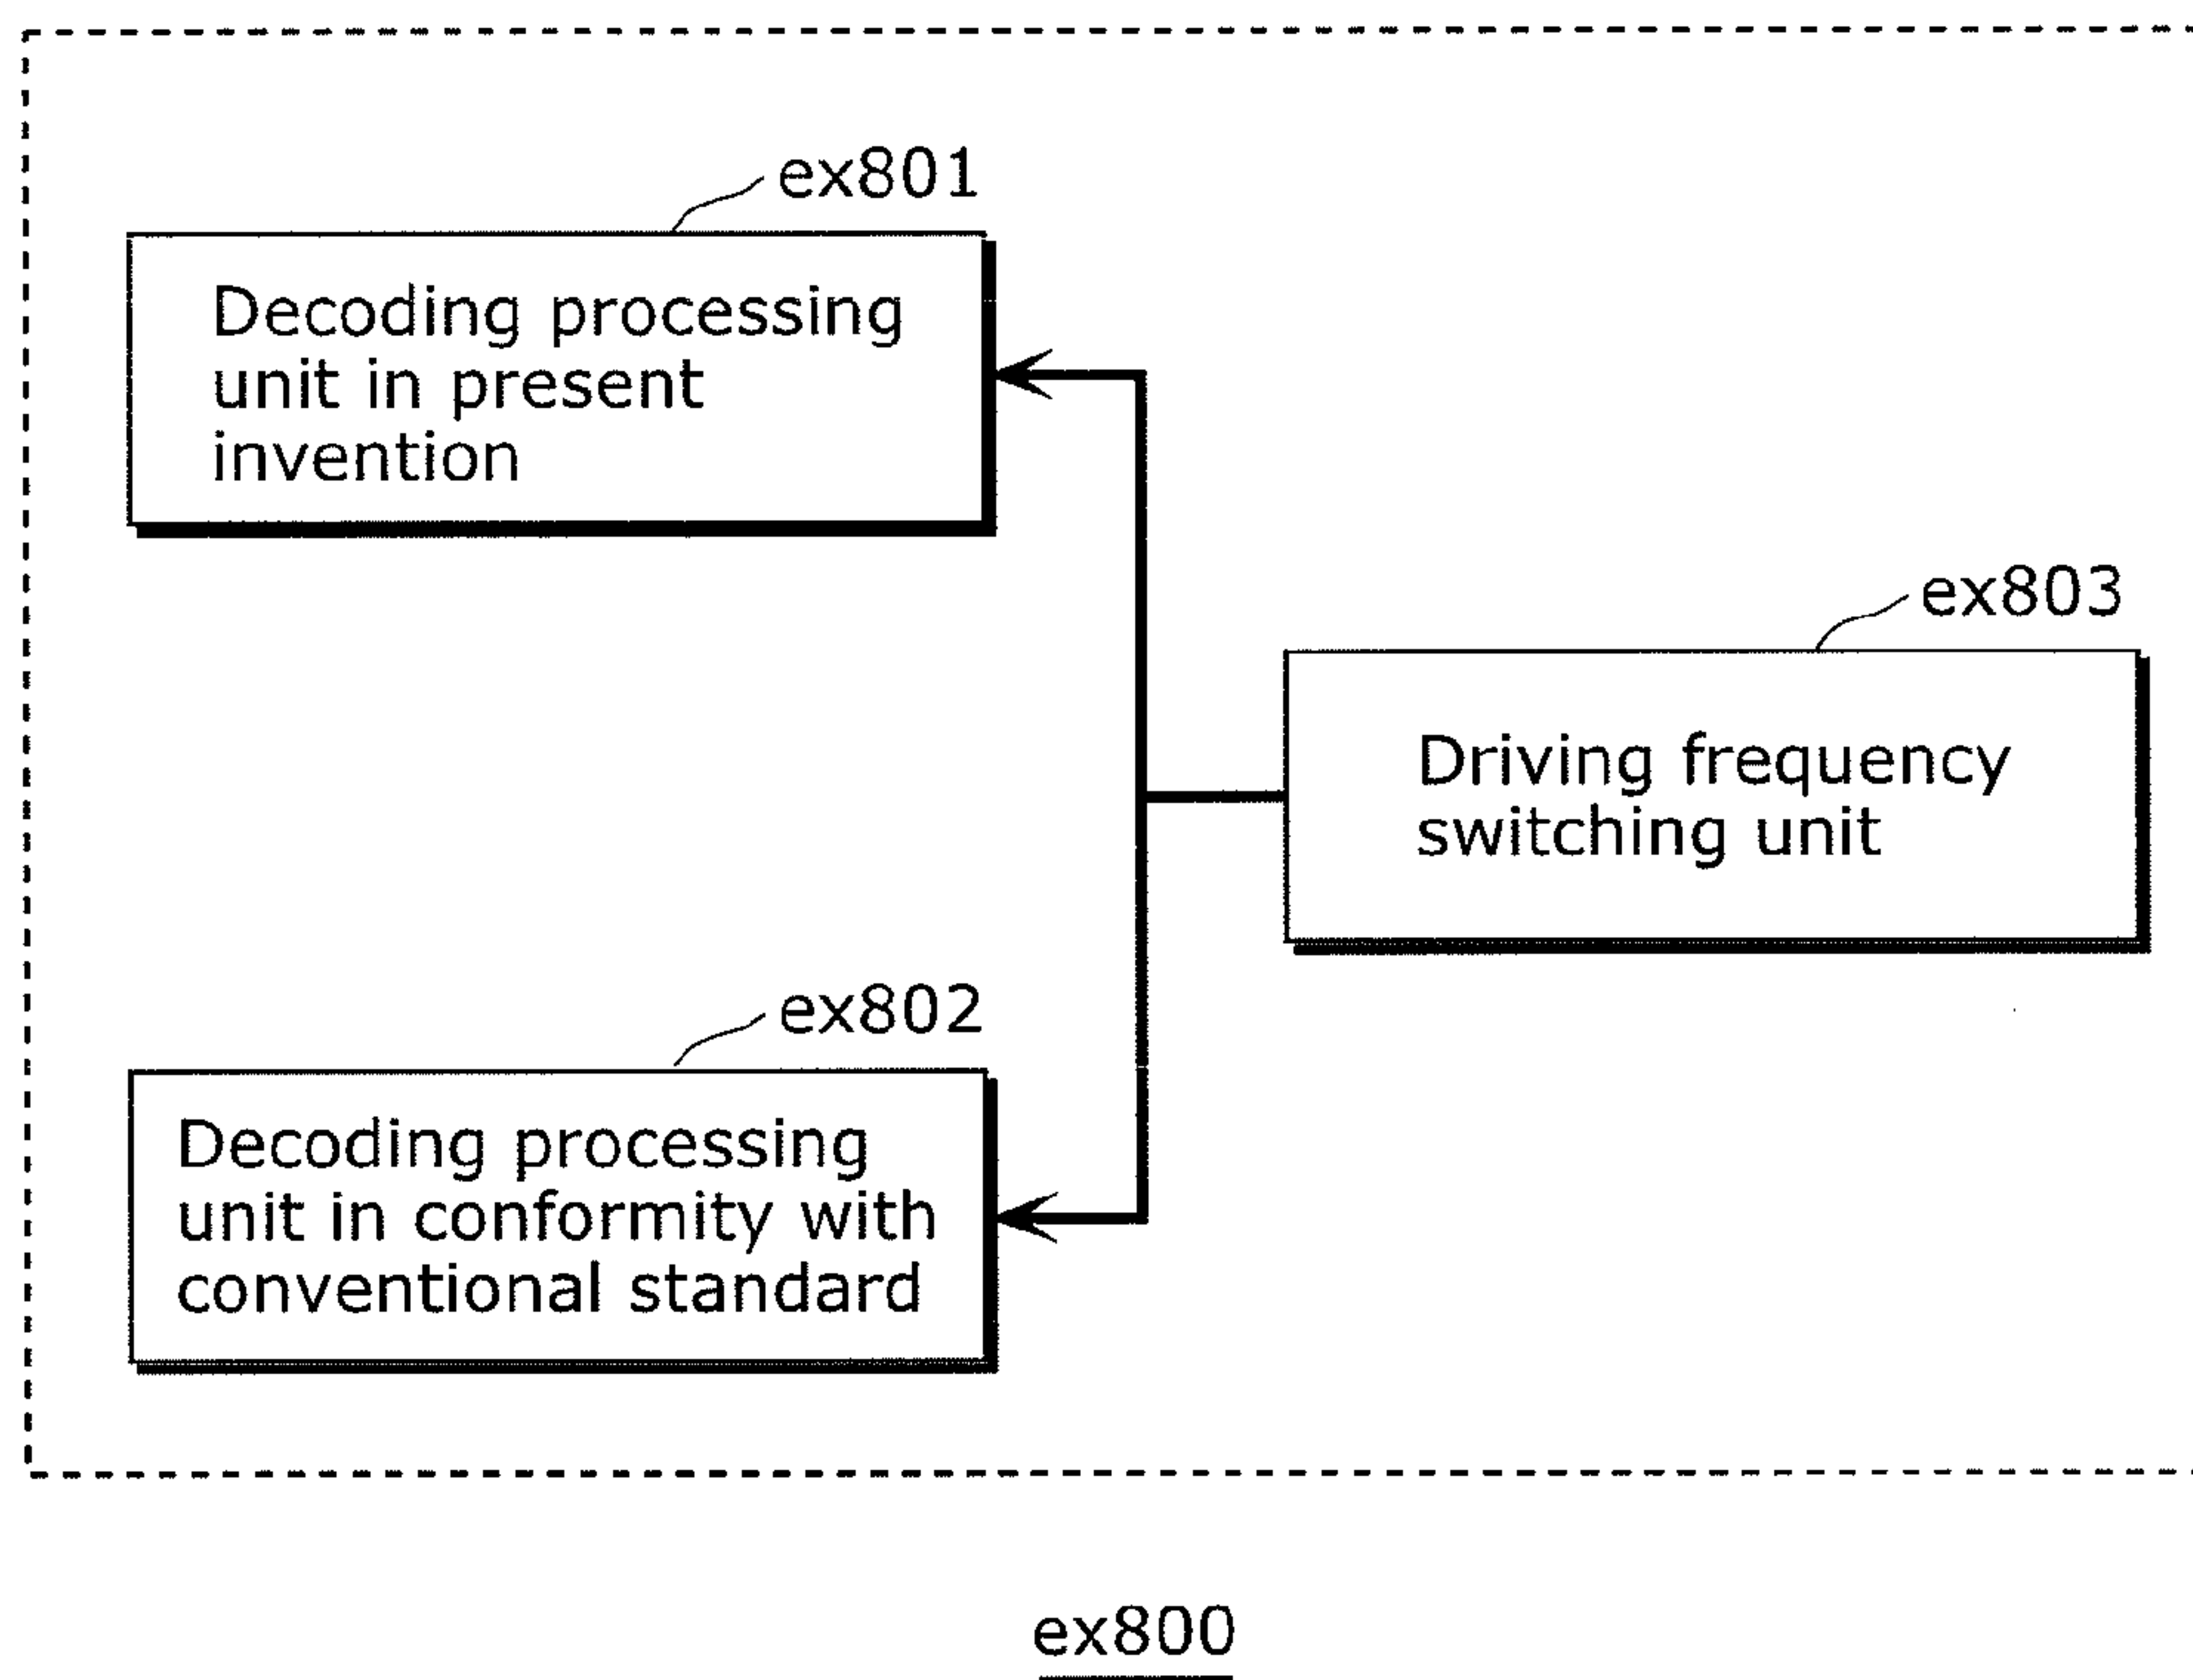 ex801
Decoding processing
unit in present
invention
ex803
Driving frequency
switching unit
ex802
Decoding processing
unit in conformity with
conventional standard
ex800